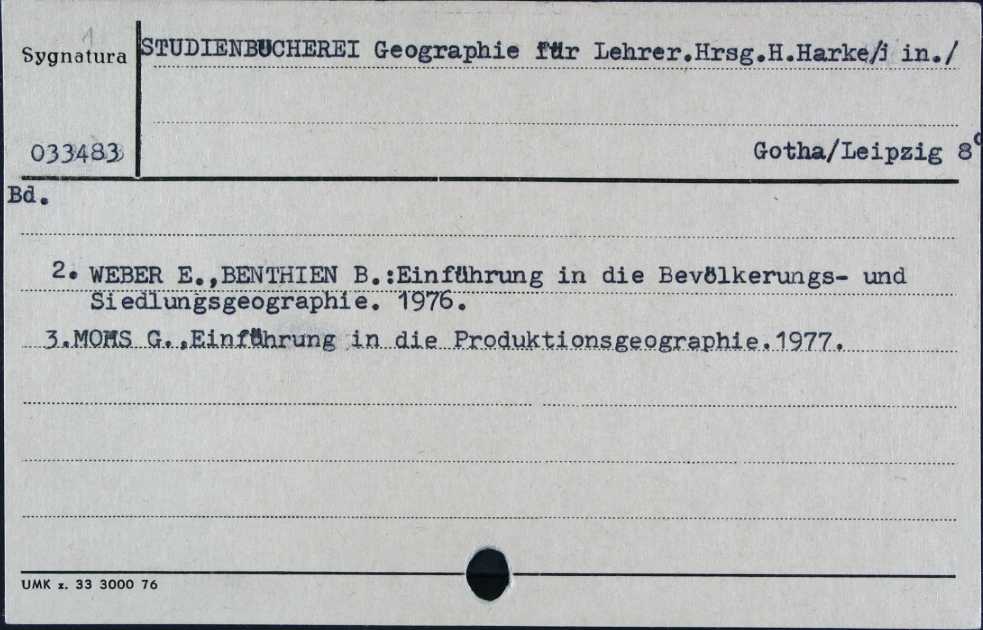 Sygnatura
STUDIENBÜCHEREI Geographie für Lehrer.Hrsg.H.Harke/i in./
033483
Gotha/Leipzig 8°
Bd.
2. WEBER E.,BENTHIEN B.:Einführung in die Bevölkerungs- und
Siedlungsgeographie. 1976.
3.MOHS G.,Einführung in die Produktionsgeographie.1977.
UMK z. 33 3000 76